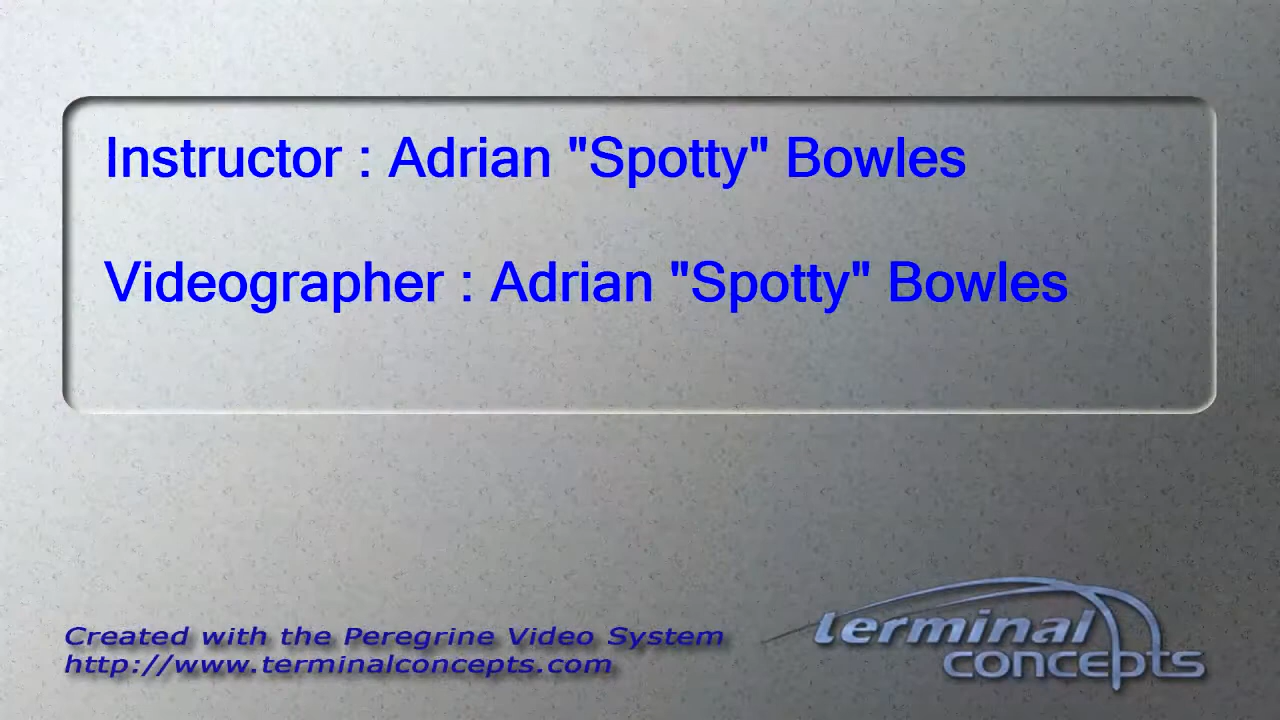 Instructor : Adrian "Spotty" Bowles
Videographer : Adrian "Spotty" Bowles
Created with the Peregrine Video System
http://www.terminalconcepts.com
terminal
concepts